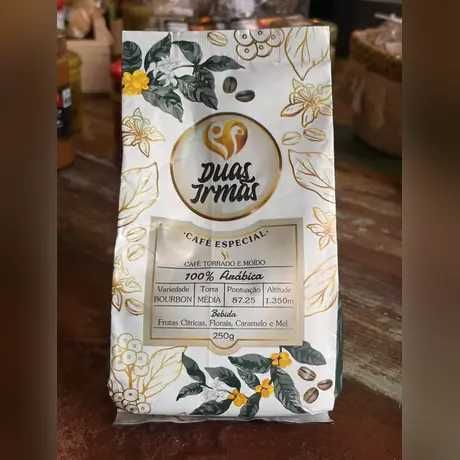 DUAS
IRMÃS
·CAFÉ ESPECIAL·
CAFÉ TORRADO E MOÍDO
100% Arábica
Variedade Torra Pontuação Altitude
BOURBON MÉDIA 87.25 1.350m
Bebida
Frutas Cítricas, Florais, Caramelo e Mel
250g